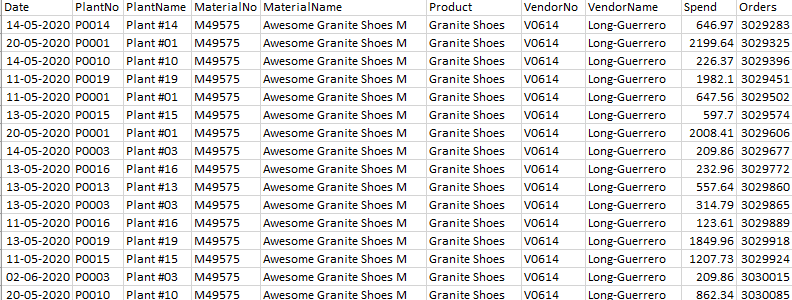 Date PlantNo PlantName MaterialNo MaterialName Product VendorNo VendorName Spend Orders
14-05-2020 P0014 Plant #14 M49575 Awesome Granite Shoes M Granite Shoes V0614 Long-Guerrero 646.97 3029283
20-05-2020 P0001 Plant #01 M49575 Awesome Granite Shoes M Granite Shoes V0614 Long-Guerrero 2199.64 3029325
14-05-2020 P0010 Plant #10 M49575 Awesome Granite Shoes M Granite Shoes V0614 Long-Guerrero 226.37 3029396
11-05-2020 P0019 Plant #19 M49575 Awesome Granite Shoes M Granite Shoes V0614 Long-Guerrero 1982.1 3029451
11-05-2020 P0001 Plant #01 M49575 Awesome Granite Shoes M Granite Shoes V0614 Long-Guerrero 647.56 3029502
13-05-2020 P0015 Plant #15 M49575 Awesome Granite Shoes M Granite Shoes V0614 Long-Guerrero 597.7 3029574
20-05-2020 P0001 Plant #01 M49575 Awesome Granite Shoes M Granite Shoes V0614 Long-Guerrero 2008.41 3029606
14-05-2020 P0003 Plant #03 M49575 Awesome Granite Shoes M Granite Shoes V0614 Long-Guerrero 209.86 3029677
13-05-2020 P0016 Plant #16 M49575 Awesome Granite Shoes M Granite Shoes V0614 Long-Guerrero 232.96 3029772
13-05-2020 P0013 Plant #13 M49575 Awesome Granite Shoes M Granite Shoes V0614 Long-Guerrero 557.64 3029860
13-05-2020 P0003 Plant #03 M49575 Awesome Granite Shoes M Granite Shoes V0614 Long-Guerrero 314.79 3029865
11-05-2020 P0016 Plant #16 M49575 Awesome Granite Shoes M Granite Shoes V0614 Long-Guerrero 123.61 3029889
13-05-2020 P0019 Plant #19 M49575 Awesome Granite Shoes M Granite Shoes V0614 Long-Guerrero 1849.96 3029918
11-05-2020 P0015 Plant #15 M49575 Awesome Granite Shoes M Granite Shoes V0614 Long-Guerrero 1207.73 3029924
02-06-2020 P0003 Plant #03 M49575 Awesome Granite Shoes M Granite Shoes V0614 Long-Guerrero 209.86 3030015
20-05-2020 P0010 Plant #10 M49575 Awesome Granite Shoes M Granite Shoes V0614 Long-Guerrero 862.34 3030085